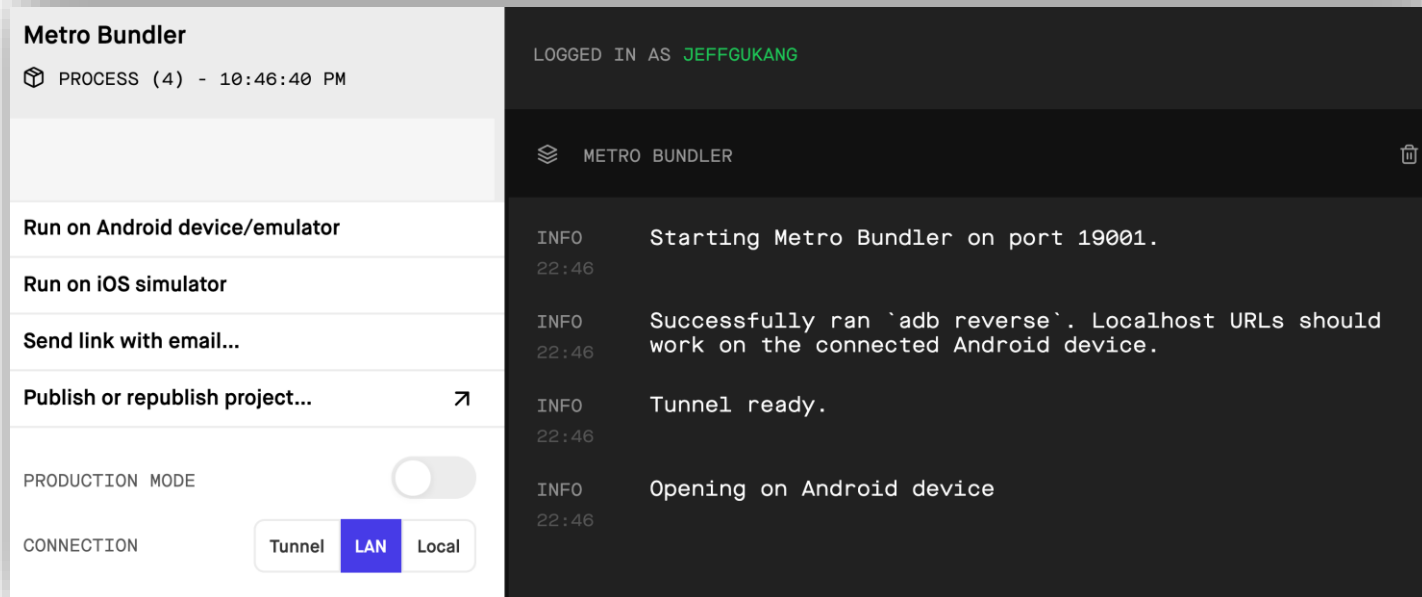 Metro Bundler
PROCESS (4) - 10:46:40 PM
Run on Android device/emulator
Run on iOS simulator
Send link with email...
Publish or republish project...
PRODUCTION MODE
CONNECTION
Tunnel LAN Local
LOGGED IN AS JEFFGUKANG
METRO BUNDLER
INFO Starting Metro Bundler on port 19001.
22:46
INFO Successfully ran `adb reverse`. Localhost URLs should
22:46 work on the connected Android device.
INFO Tunnel ready.
22:46
INFO Opening on Android device
22:46